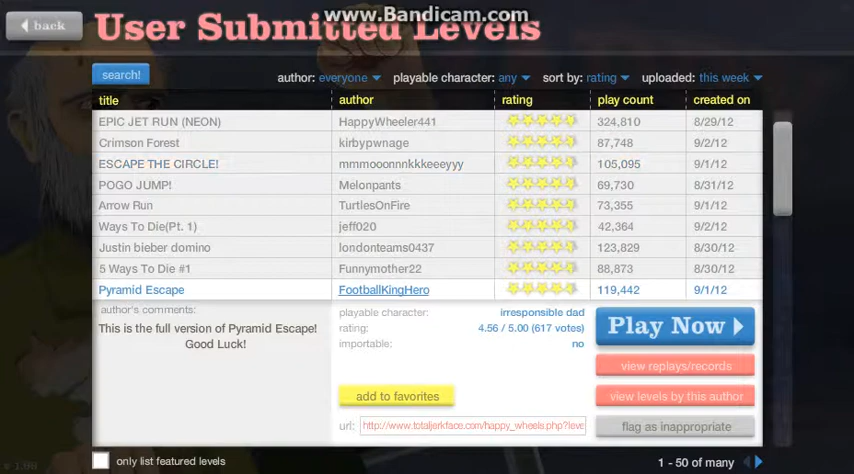 www.Bandicam.com
back
User Submitted Levels
search!
author: everyone playable character: any sort by: rating uploaded: this week
title author rating play count created on
EPIC JET RUN (NEON) HappyWheeler441 324,810 8/29/12
Crimson Forest kirbypwnage 87,748 9/2/12
ESCAPE THE CIRCLE! mmmooonnnkkkeeeyyy 105,095 9/1/12
POGO JUMP! Melonpants 69,730 8/31/12
Arrow Run TurtlesOnFire 73,355 9/1/12
Ways To Die(Pt. 1) jeff020 42,364 9/2/12
Justin bieber domino londonteams0437 123,829 8/30/12
5 Ways To Die #1 Funnymother22 88,873 8/30/12
Pyramid Escape FootballKingHero 119,442 9/1/12
author's comments:
This is the full version of Pyramid Escape!
Good Luck!
playable character: irresponsible dad
rating: 4.56 / 5.00 (617 votes)
importable: no
add to favorites
url: http://www.totaljerkface.com/happy_wheels.php?leve
Play Now
view replays/records
view levels by this author
flag as inappropriate
only list featured levels
1 - 50 of many